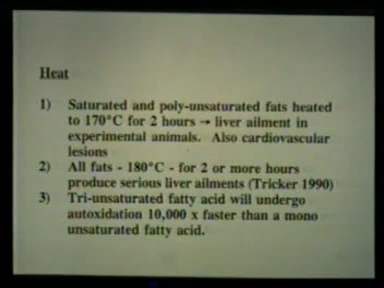 Heat
1) Saturated and poly-unsaturated fats heated
to 170°C for 2 hours → liver ailment in
experimental animals. Also cardiovascular
lesions
2) All fats - 180°C - for 2 or more hours
produce serious liver ailments (Tricker 1990)
3) Tri-unsaturated fatty acid will undergo
autoxidation 10,000 x faster than a mono
unsaturated fatty acid.